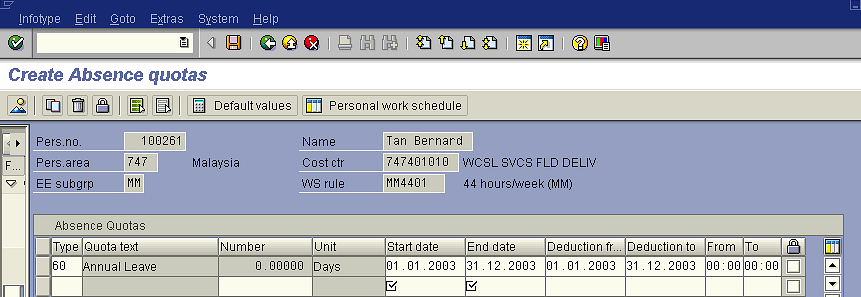 Infotype Edit Goto Extras System Help
Create Absence quotas
Default values Personal work schedule
Pers.no. 100261 Name Tan Bernard
Pers.area 747 Malaysia Cost ctr 747401010 WCSL SVCS FLD DELIV
EE subgrp MM WS rule MM4401 44 hours/week (MM)
F...
Absence Quotas
Type Quota text Number Unit Start date End date Deduction fr... Deduction to From To
60 Annual Leave 0.00000 Days 01.01.2003 31.12.2003 01.01.2003 31.12.2003 00:00 00:00